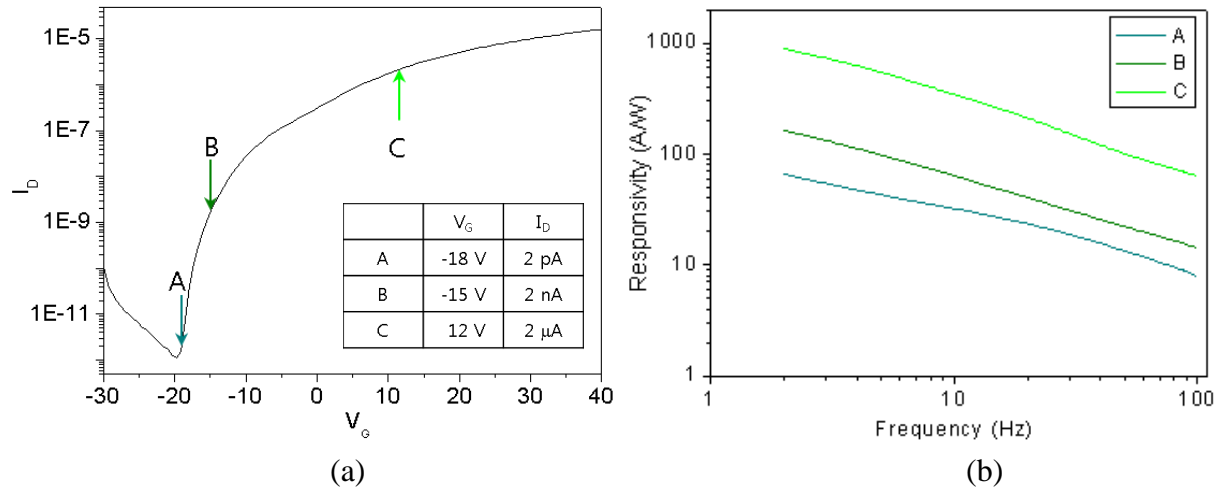 1E-5
1E-7
1E-9
1E-11
I_D
-30 -20 -10 0 10 20 30 40
V_G
A
B
C
V_G I_D
A -18 V 2 pA
B -15 V 2 nA
C 12 V 2 μA
(a)
1000
100
10
1
Responsivity (A/W)
1 10 100
Frequency (Hz)
A
B
C
(b)